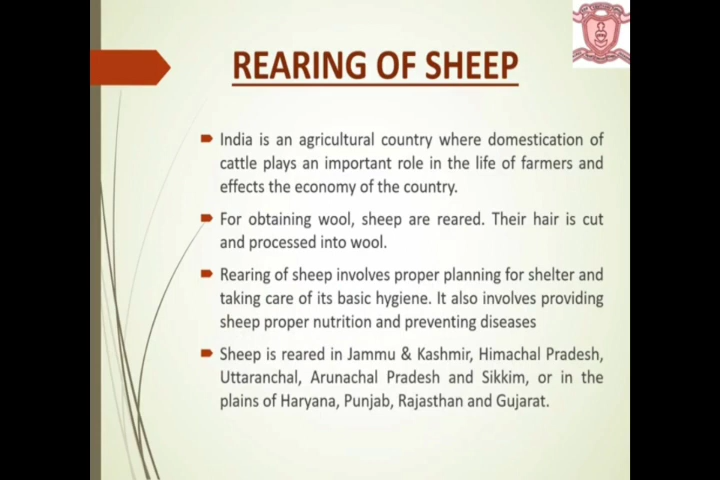 REARING OF SHEEP
India is an agricultural country where domestication of
cattle plays an important role in the life of farmers and
effects the economy of the country.
For obtaining wool, sheep are reared. Their hair is cut
and processed into wool.
Rearing of sheep involves proper planning for shelter and
taking care of its basic hygiene. It also involves providing
sheep proper nutrition and preventing diseases
Sheep is reared in Jammu & Kashmir, Himachal Pradesh,
Uttaranchal, Arunachal Pradesh and Sikkim, or in the
plains of Haryana, Punjab, Rajasthan and Gujarat.